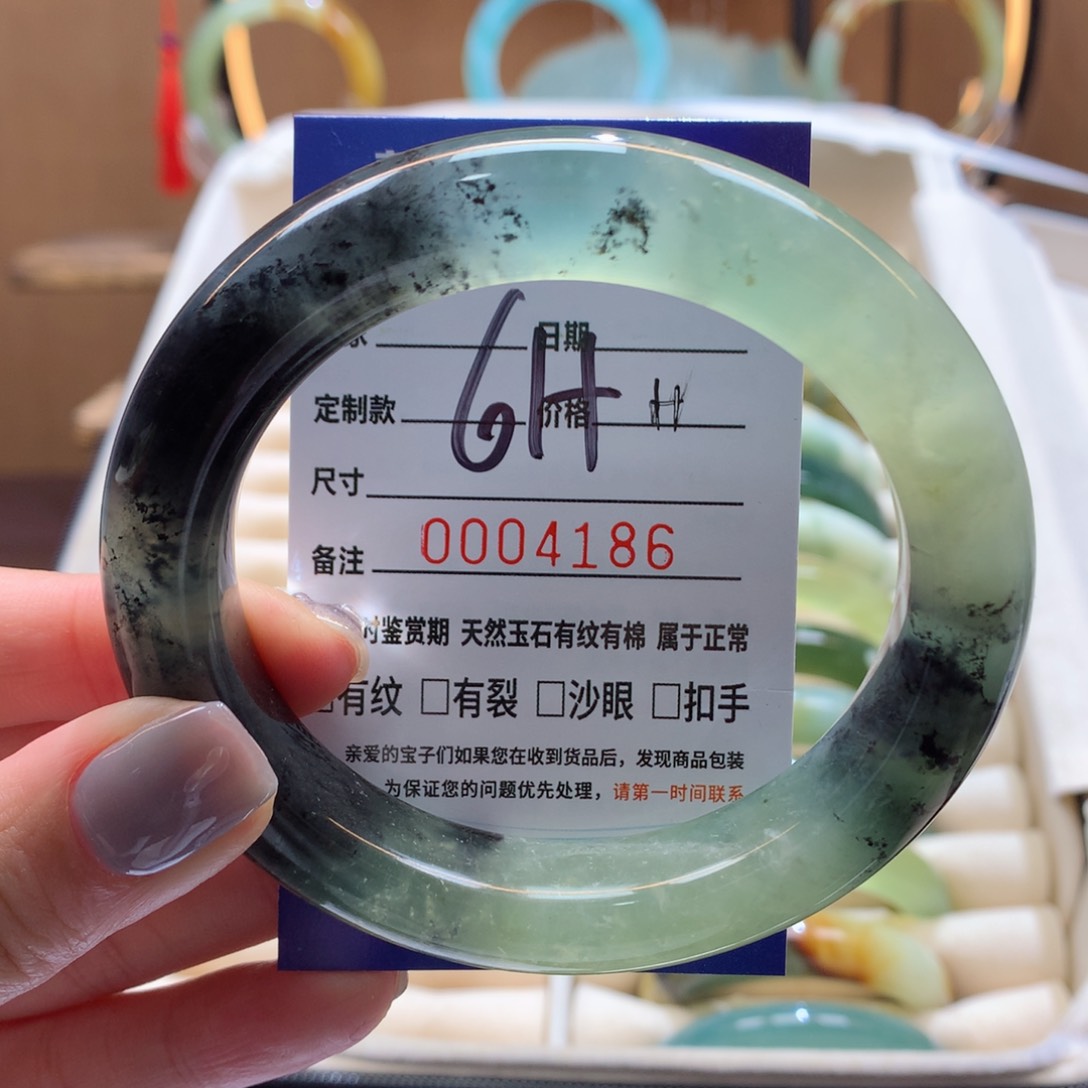 日期
6H
定制款 价格 H
尺寸
备注 0004186
时鉴赏期 天然玉石有纹有棉 属于正常
□有纹 □有裂 □沙眼 □扣手
亲爱的宝子们如果您在收到货品后，发现商品包装
为保证您的问题优先处理，请第一时间联系